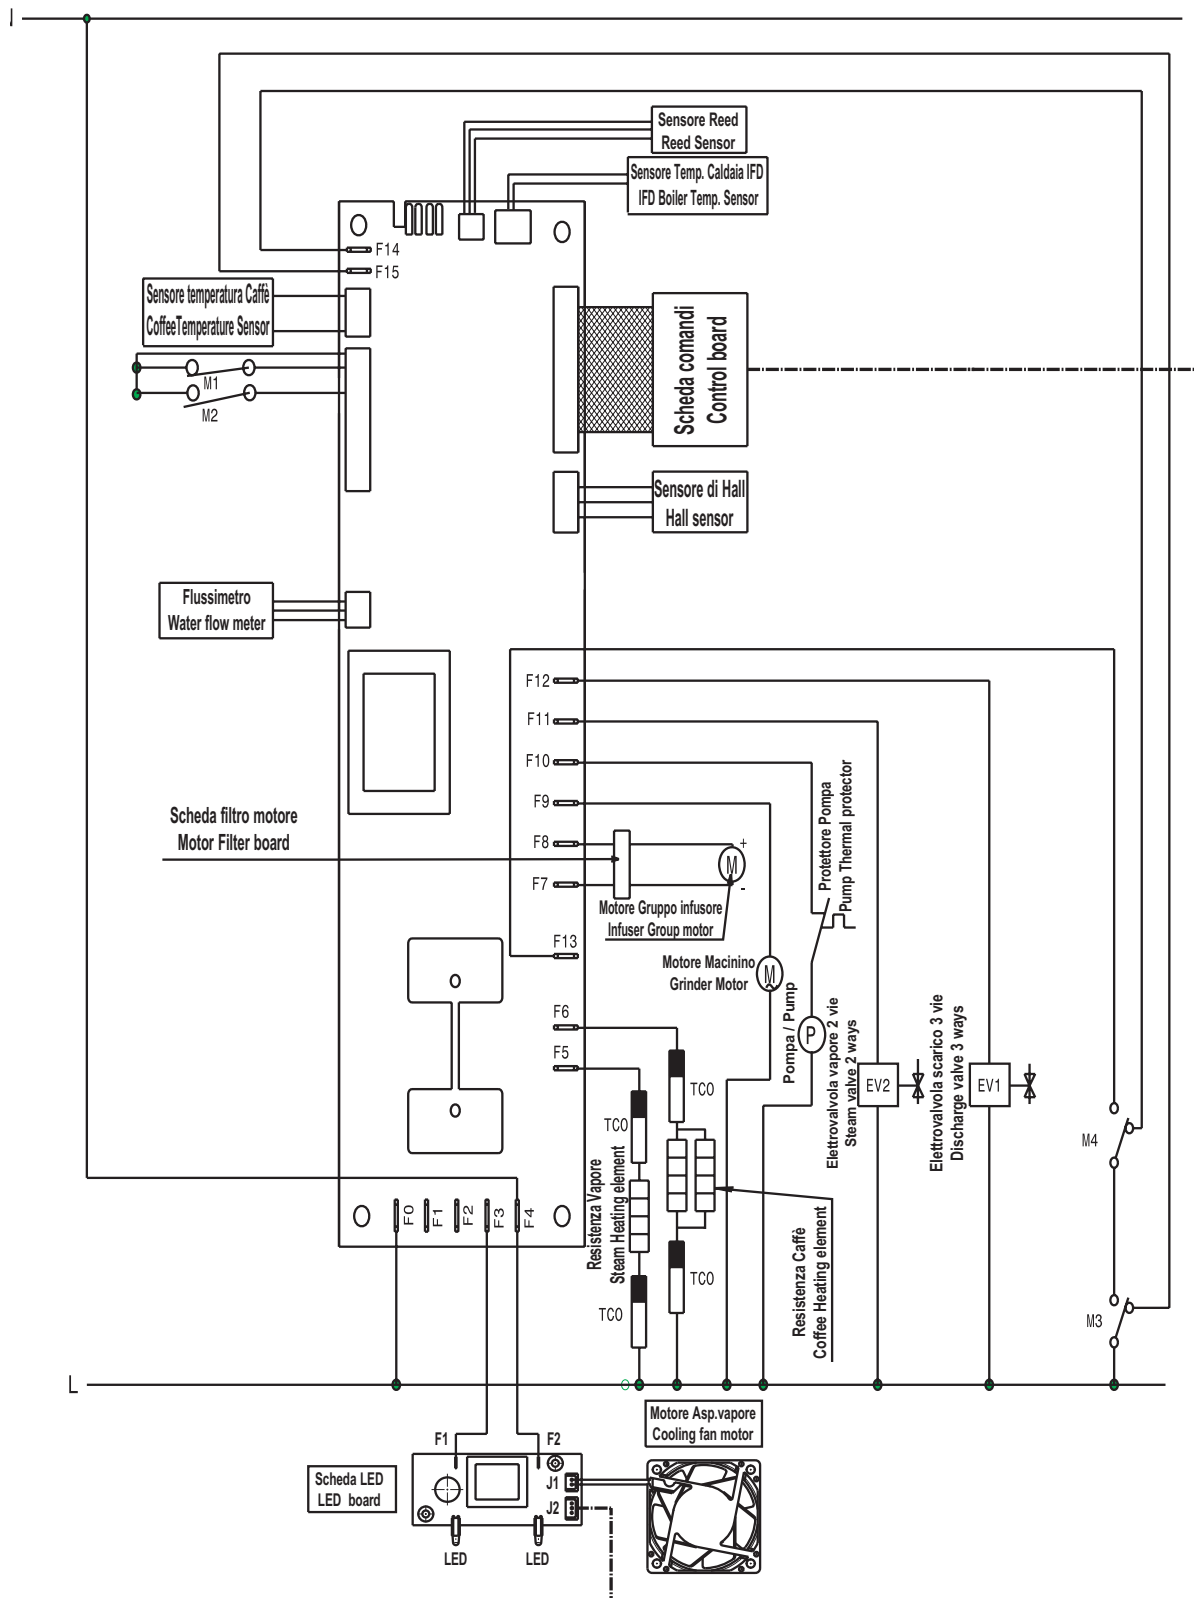 Sensore Reed
Reed Sensor
Sensore Temp. Caldaia IFD
IFD Boiler Temp. Sensor
F14
F15
Sensore temperatura Caffè
CoffeeTemperature Sensor
M1
M2
Scheda comandi
Control board
Sensore di Hall
Hall sensor
Flussimetro
Water flow meter
F12
F11
F10
F9
F8
F7
F13
F6
F5
Scheda filtro motore
Motor Filter board
M
+
-
Motore Gruppo infusore
Infuser Group motor
Protettore Pompa
Pump Thermal protector
Motore Macinino
Grinder Motor
M
Pompa / Pump
P
Elettrovalvola vapore 2 vie
Steam valve 2 ways
EV2
Elettrovalvola scarico 3 vie
Discharge valve 3 ways
EV1
TCO
TCO
TCO
TCO
Resistenza Vapore
Steam Heating element
Resistenza Caffè
Coffee Heating element
M4
M3
F0
F1
F2
F3
F4
L
F1
F2
Motore Asp.vapore
Cooling fan motor
Scheda LED
LED board
J1
J2
LED
LED